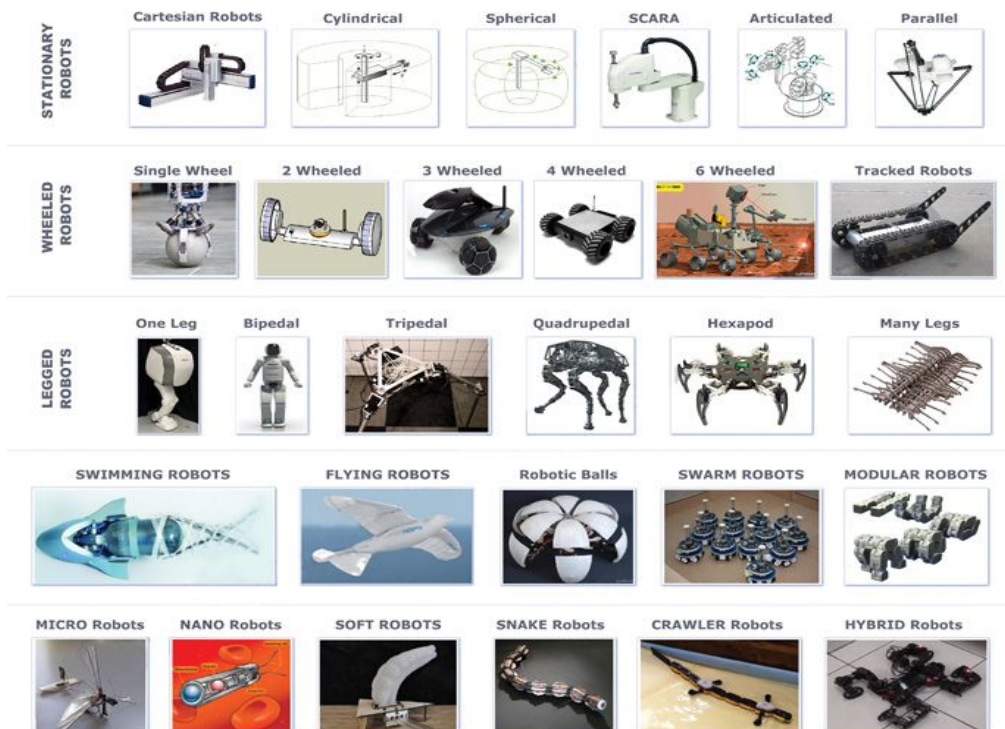 STATIONARY
ROBOTS
Cartesian Robots
Cylindrical
Spherical
SCARA
Articulated
Parallel
WHEELED
ROBOTS
Single Wheel
2 Wheeled
3 Wheeled
4 Wheeled
6 Wheeled
Tracked Robots
LEGGED
ROBOTS
One Leg
Bipedal
Tripedal
Quadrupedal
Hexapod
Many Legs
SWIMMING ROBOTS
FLYING ROBOTS
Robotic Balls
SWARM ROBOTS
MODULAR ROBOTS
MICRO Robots
NANO Robots
SOFT ROBOTS
SNAKE Robots
CRAWLER Robots
HYBRID Robots